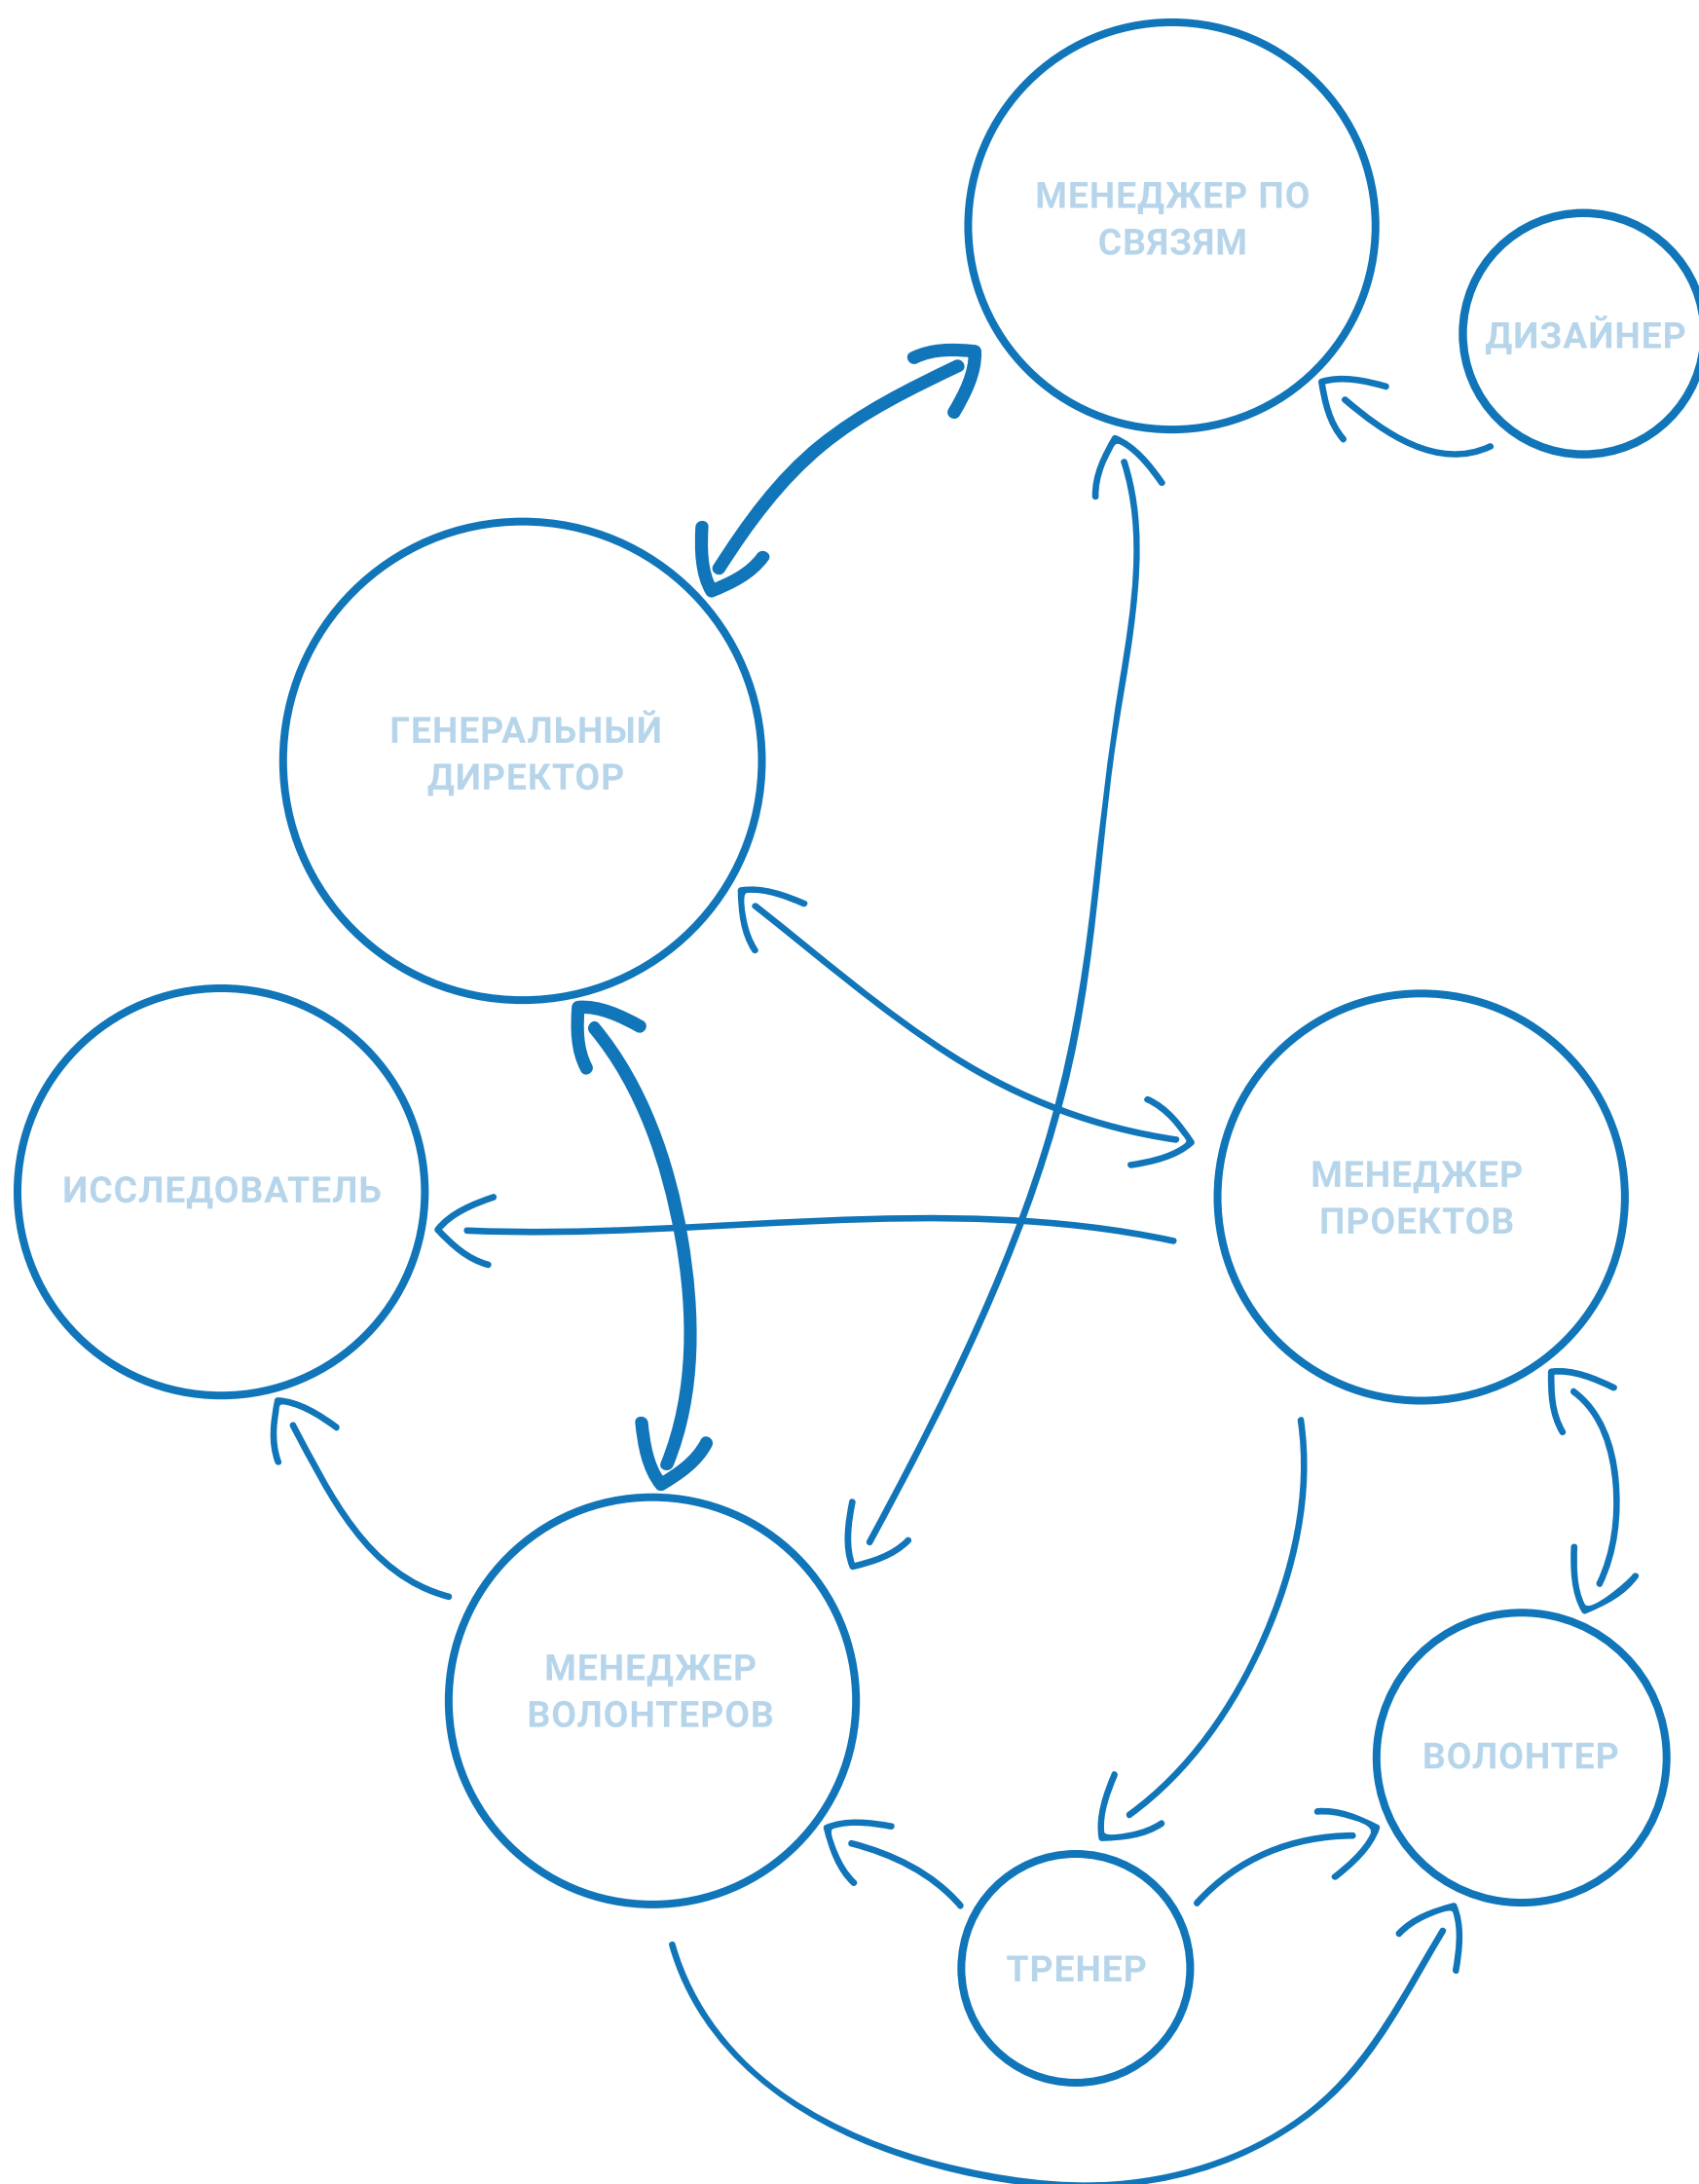 МЕНЕДЖЕР ПО
СВЯЗЯМ
ДИЗАЙНЕР
ГЕНЕРАЛЬНЫЙ
ДИРЕКТОР
ИССЛЕДОВАТЕЛЬ
МЕНЕДЖЕР
ПРОЕКТОВ
МЕНЕДЖЕР
ВОЛОНТЕРОВ
ВОЛОНТЕР
ТРЕНЕР